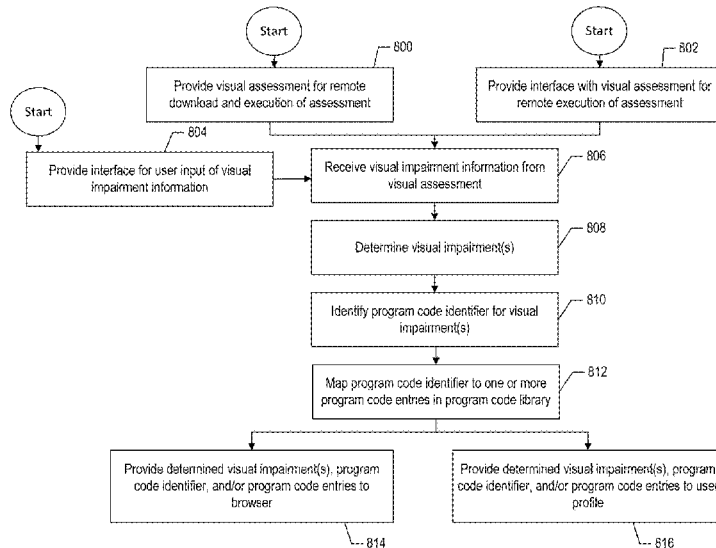 Start
Start
800
802
Provide visual assessment for remote
download and execution of assessment
Provide interface with visual assessment for
remote execution of assessment
Start
804
Provide interface for user input of visual
impairment information
Receive visual impairment information from
visual assessment
806
Determine visual impairment(s)
808
Identify program code identifier for visual
impairment(s)
810
Map program code identifier to one or more
program code entries in program code library
812
Provide determined visual impairment(s), program
code identifier, and/or program code entries to
browser
814
Provide determined visual impairment(s), program
code identifier, and/or program code entries to user
profile
816